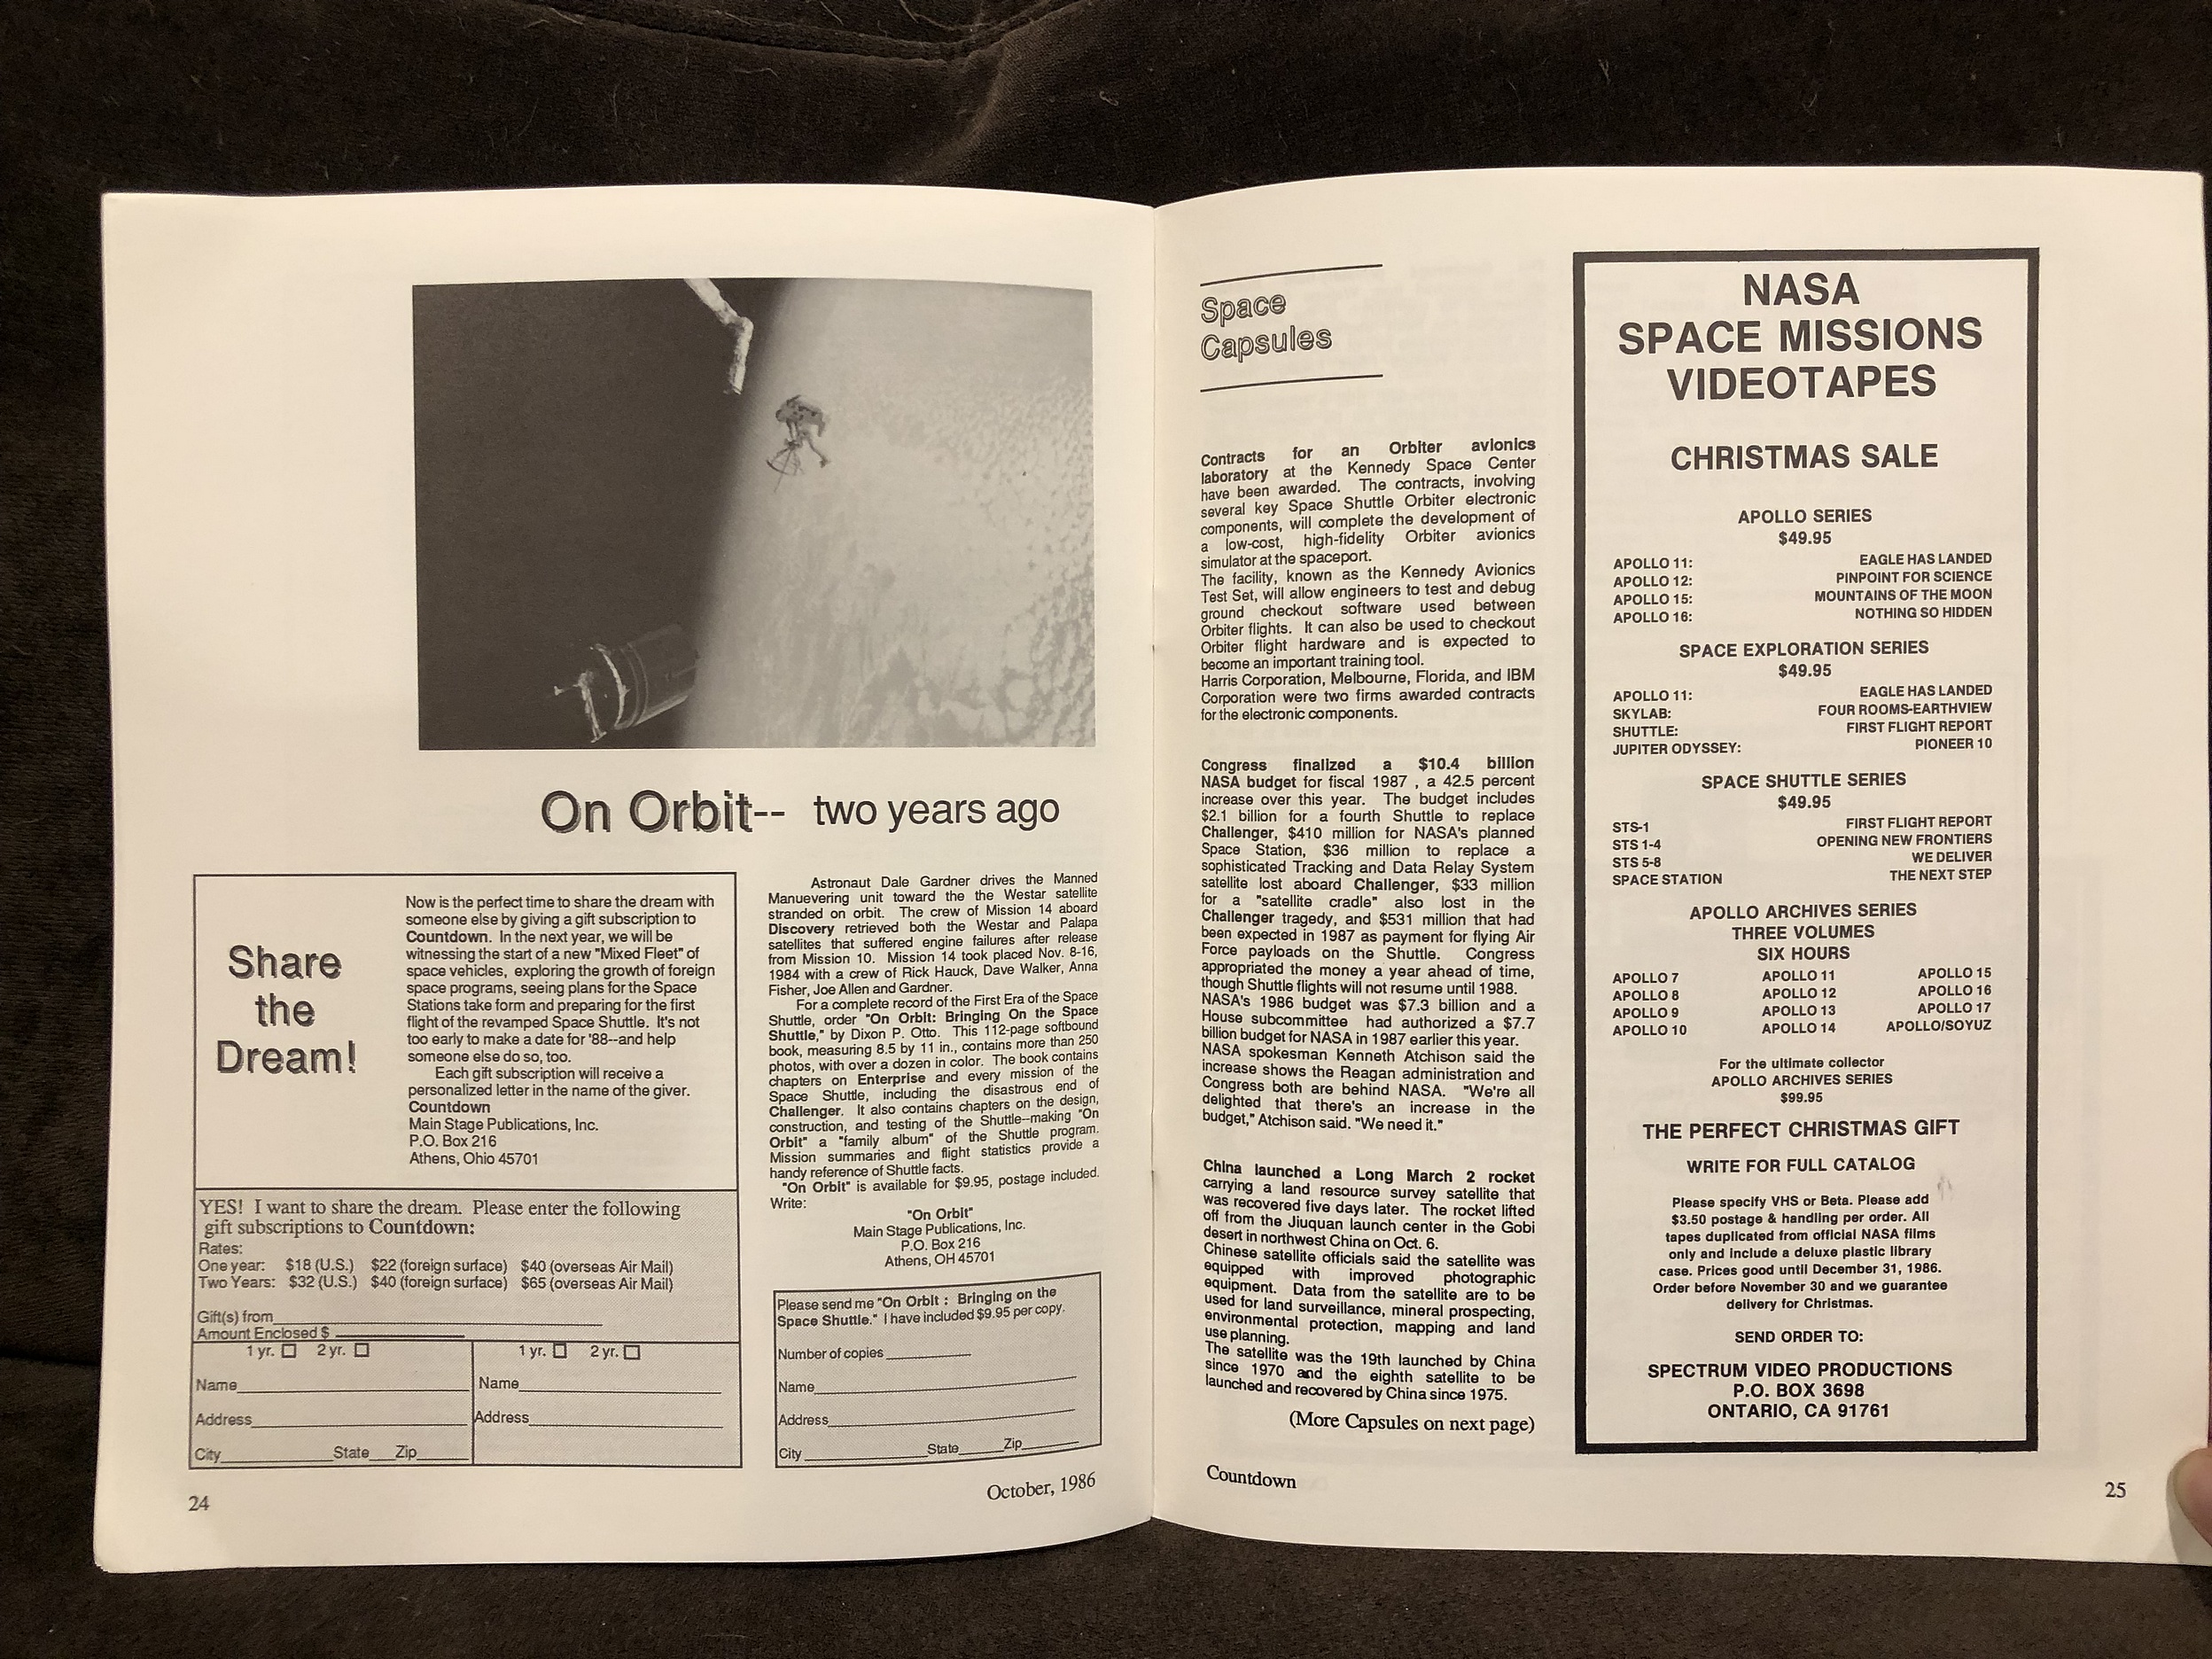 On Orbit-- two years ago
Share
the
Dream!
Now is the perfect time to share the dream with
someone else by giving a gift subscription to
Countdown. In the next year, we will be
witnessing the start of a new "Mixed Fleet" of
space vehicles, exploring the growth of foreign
space programs, seeing plans for the Space
Stations take form and preparing for the first
flight of the revamped Space Shuttle. It's not
too early to make a date for '88--and help
someone else do so, too.
Each gift subscription will receive a
personalized letter in the name of the giver.
Countdown
Main Stage Publications, Inc.
P.O. Box 216
Athens, Ohio 45701
YES! I want to share the dream. Please enter the following
gift subscriptions to Countdown:
Rates:
One year: $18 (U.S.) $22 (foreign surface) $40 (overseas Air Mail)
Two Years: $32 (U.S.) $40 (foreign surface) $65 (overseas Air Mail)
Gift(s) from
Amount Enclosed $
1 yr. 2 yr.
Name
Address
City State Zip
1 yr. 2 yr.
Name
Address
Astronaut Dale Gardner drives the Manned
Manuevering unit toward the the Westar satellite
stranded on orbit. The crew of Mission 14 aboard
Discovery retrieved both the Westar and Palapa
satellites that suffered engine failures after release
from Mission 10. Mission 14 took placed Nov. 8-16,
1984 with a crew of Rick Hauck, Dave Walker, Anna
Fisher, Joe Allen and Gardner.
For a complete record of the First Era of the Space
Shuttle, order "On Orbit: Bringing On the Space
Shuttle," by Dixon P. Otto. This 112-page softbound
book, measuring 8.5 by 11 in., contains more than 250
photos, with over a dozen in color. The book contains
chapters on Enterprise and every mission of the
Space Shuttle, including the disastrous end of
Challenger. It also contains chapters on the design,
construction, and testing of the Shuttle--making "On
Orbit" a "family album" of the Shuttle program.
Mission summaries and flight statistics provide a
handy reference of Shuttle facts.
"On Orbit" is available for $9.95, postage included.
Write:
"On Orbit"
Main Stage Publications, Inc.
P.O. Box 216
Athens, OH 45701
Please send me "On Orbit : Bringing on the
Space Shuttle." I have included $9.95 per copy.
Number of copies
Name
Address
City State Zip
24
October, 1986
Space
Capsules
Contracts for an Orbiter avionics
laboratory at the Kennedy Space Center
have been awarded. The contracts, involving
several key Space Shuttle Orbiter electronic
components, will complete the development of
a low-cost, high-fidelity Orbiter avionics
simulator at the spaceport.
The facility, known as the Kennedy Avionics
Test Set, will allow engineers to test and debug
ground checkout software used between
Orbiter flights. It can also be used to checkout
Orbiter flight hardware and is expected to
become an important training tool.
Harris Corporation, Melbourne, Florida, and IBM
Corporation were two firms awarded contracts
for the electronic components.
Congress finalized a $10.4 billion
NASA budget for fiscal 1987 , a 42.5 percent
increase over this year. The budget includes
$2.1 billion for a fourth Shuttle to replace
Challenger, $410 million for NASA's planned
Space Station, $36 million to replace a
sophisticated Tracking and Data Relay System
satellite lost aboard Challenger, $33 million
for a "satellite cradle" also lost in the
Challenger tragedy, and $531 million that had
been expected in 1987 as payment for flying Air
Force payloads on the Shuttle. Congress
appropriated the money a year ahead of time,
though Shuttle flights will not resume until 1988.
NASA's 1986 budget was $7.3 billion and a
House subcommittee had authorized a $7.7
billion budget for NASA in 1987 earlier this year.
NASA spokesman Kenneth Atchison said the
increase shows the Reagan administration and
Congress both are behind NASA. "We're all
delighted that there's an increase in the
budget," Atchison said. "We need it."
China launched a Long March 2 rocket
carrying a land resource survey satellite that
was recovered five days later. The rocket lifted
off from the Jiuquan launch center in the Gobi
desert in northwest China on Oct. 6.
Chinese satellite officials said the satellite was
equipped with improved photographic
equipment. Data from the satellite are to be
used for land surveillance, mineral prospecting,
environmental protection, mapping and land
use planning.
The satellite was the 19th launched by China
since 1970 and the eighth satellite to be
launched and recovered by China since 1975.
(More Capsules on next page)
NASA
SPACE MISSIONS
VIDEOTAPES
CHRISTMAS SALE
APOLLO SERIES
$49.95
APOLLO 11: EAGLE HAS LANDED
APOLLO 12: PINPOINT FOR SCIENCE
APOLLO 15: MOUNTAINS OF THE MOON
APOLLO 16: NOTHING SO HIDDEN
SPACE EXPLORATION SERIES
$49.95
APOLLO 11: EAGLE HAS LANDED
SKYLAB: FOUR ROOMS-EARTHVIEW
SHUTTLE: FIRST FLIGHT REPORT
JUPITER ODYSSEY: PIONEER 10
SPACE SHUTTLE SERIES
$49.95
STS-1 FIRST FLIGHT REPORT
STS 1-4 OPENING NEW FRONTIERS
STS 5-8 WE DELIVER
SPACE STATION THE NEXT STEP
APOLLO ARCHIVES SERIES
THREE VOLUMES
SIX HOURS
APOLLO 7 APOLLO 11 APOLLO 15
APOLLO 8 APOLLO 12 APOLLO 16
APOLLO 9 APOLLO 13 APOLLO 17
APOLLO 10 APOLLO 14 APOLLO/SOYUZ
For the ultimate collector
APOLLO ARCHIVES SERIES
$99.95
THE PERFECT CHRISTMAS GIFT
WRITE FOR FULL CATALOG
Please specify VHS or Beta. Please add
$3.50 postage & handling per order. All
tapes duplicated from official NASA films
only and include a deluxe plastic library
case. Prices good until December 31, 1986.
Order before November 30 and we guarantee
delivery for Christmas.
SEND ORDER TO:
SPECTRUM VIDEO PRODUCTIONS
P.O. BOX 3698
ONTARIO, CA 91761
Countdown
25